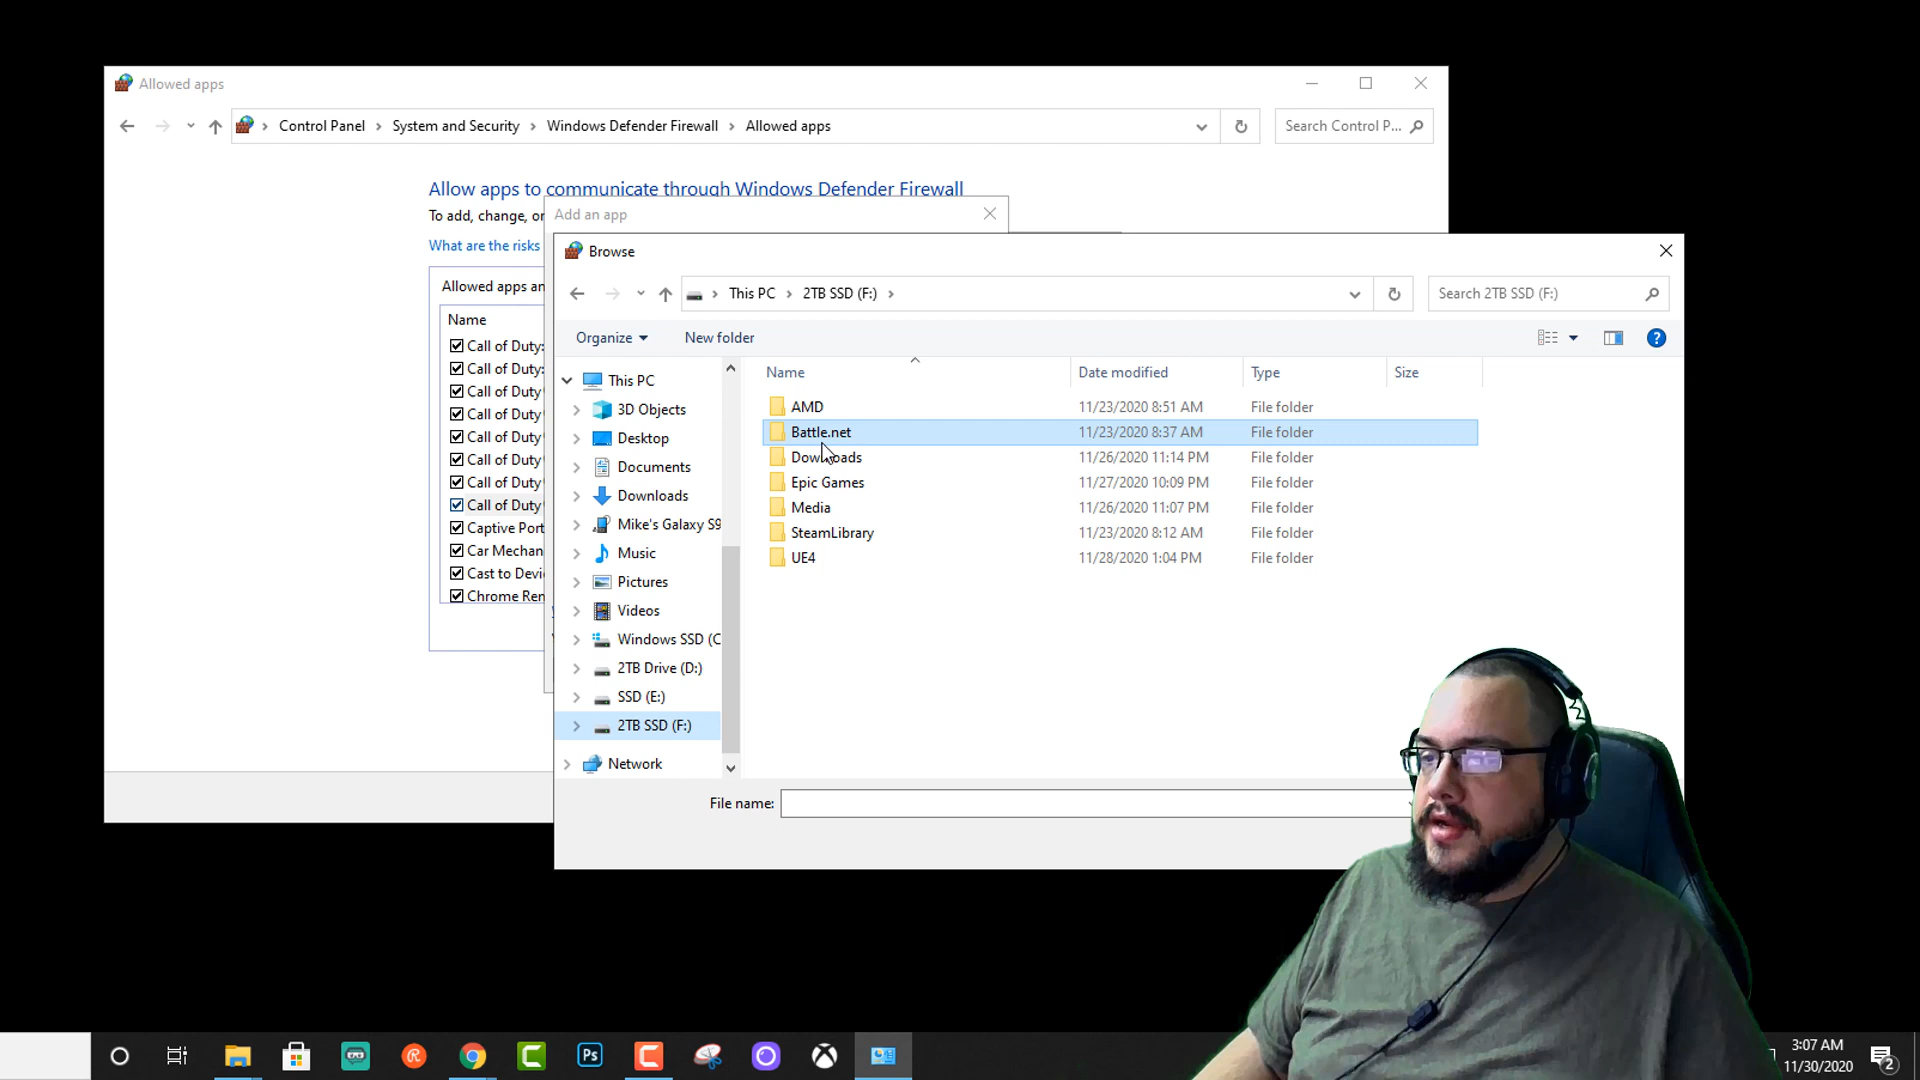 Allowed apps
Control Panel > System and Security > Windows Defender Firewall > Allowed apps
Search Control P...
Allow apps to communicate through Windows Defender Firewall
To add, change, or
What are the risks
Allowed apps an
Name
Call of Duty:
Call of Duty:
Call of Duty
Call of Duty
Call of Duty
Call of Duty
Call of Duty
Call of Duty
Captive Port
Car Mechan
Cast to Devi
Chrome Ren
Add an app
Browse
This PC > 2TB SSD (F:) >
Search 2TB SSD (F:)
Organize
New folder
This PC
3D Objects
Desktop
Documents
Downloads
Mike's Galaxy S9
Music
Pictures
Videos
Windows SSD (C
2TB Drive (D:)
SSD (E:)
2TB SSD (F:)
Network
Name Date modified Type Size
AMD 11/23/2020 8:51 AM File folder
Battle.net 11/23/2020 8:37 AM File folder
Downloads 11/26/2020 11:14 PM File folder
Epic Games 11/27/2020 10:09 PM File folder
Media 11/26/2020 11:07 PM File folder
SteamLibrary 11/23/2020 8:12 AM File folder
UE4 11/28/2020 1:04 PM File folder
File name:
Ps
3:07 AM
11/30/2020
2